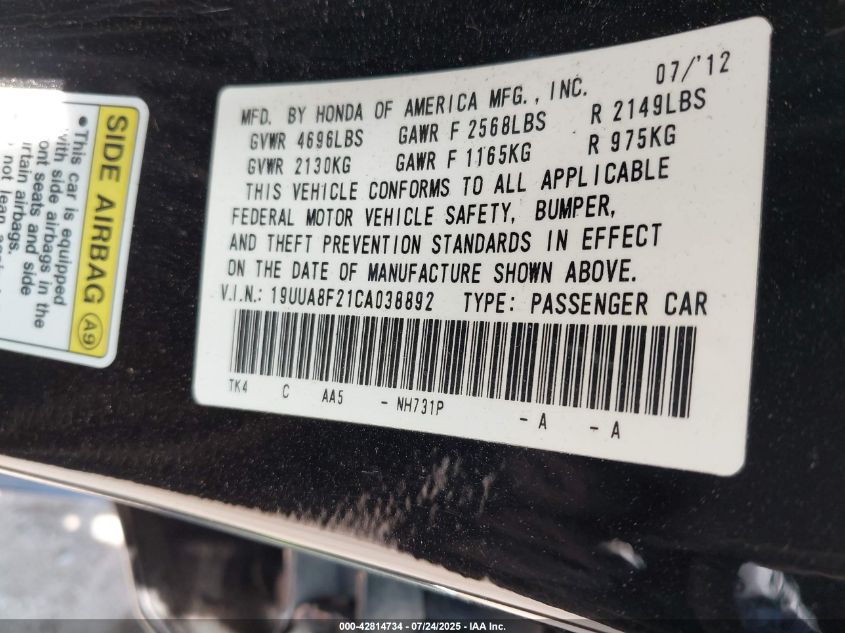 07/'12
MFD. BY HONDA OF AMERICA MFG., INC.
GVWR 4696LBS GAWR F 2568LBS R 2149LBS
GVWR 2130KG GAWR F 1165KG R 975KG
THIS VEHICLE CONFORMS TO ALL APPLICABLE
FEDERAL MOTOR VEHICLE SAFETY, BUMPER,
AND THEFT PREVENTION STANDARDS IN EFFECT
ON THE DATE OF MANUFACTURE SHOWN ABOVE.
V.I.N.: 19UUA8F21CA038892 TYPE: PASSENGER CAR
TK4 C AA5 - NH731P - A - A
SIDE AIRBAG A9
• This car is equipped
with side airbags in the
seats and side
airbags.
not lean
000-42814734 - 07/24/2025 - IAA Inc.